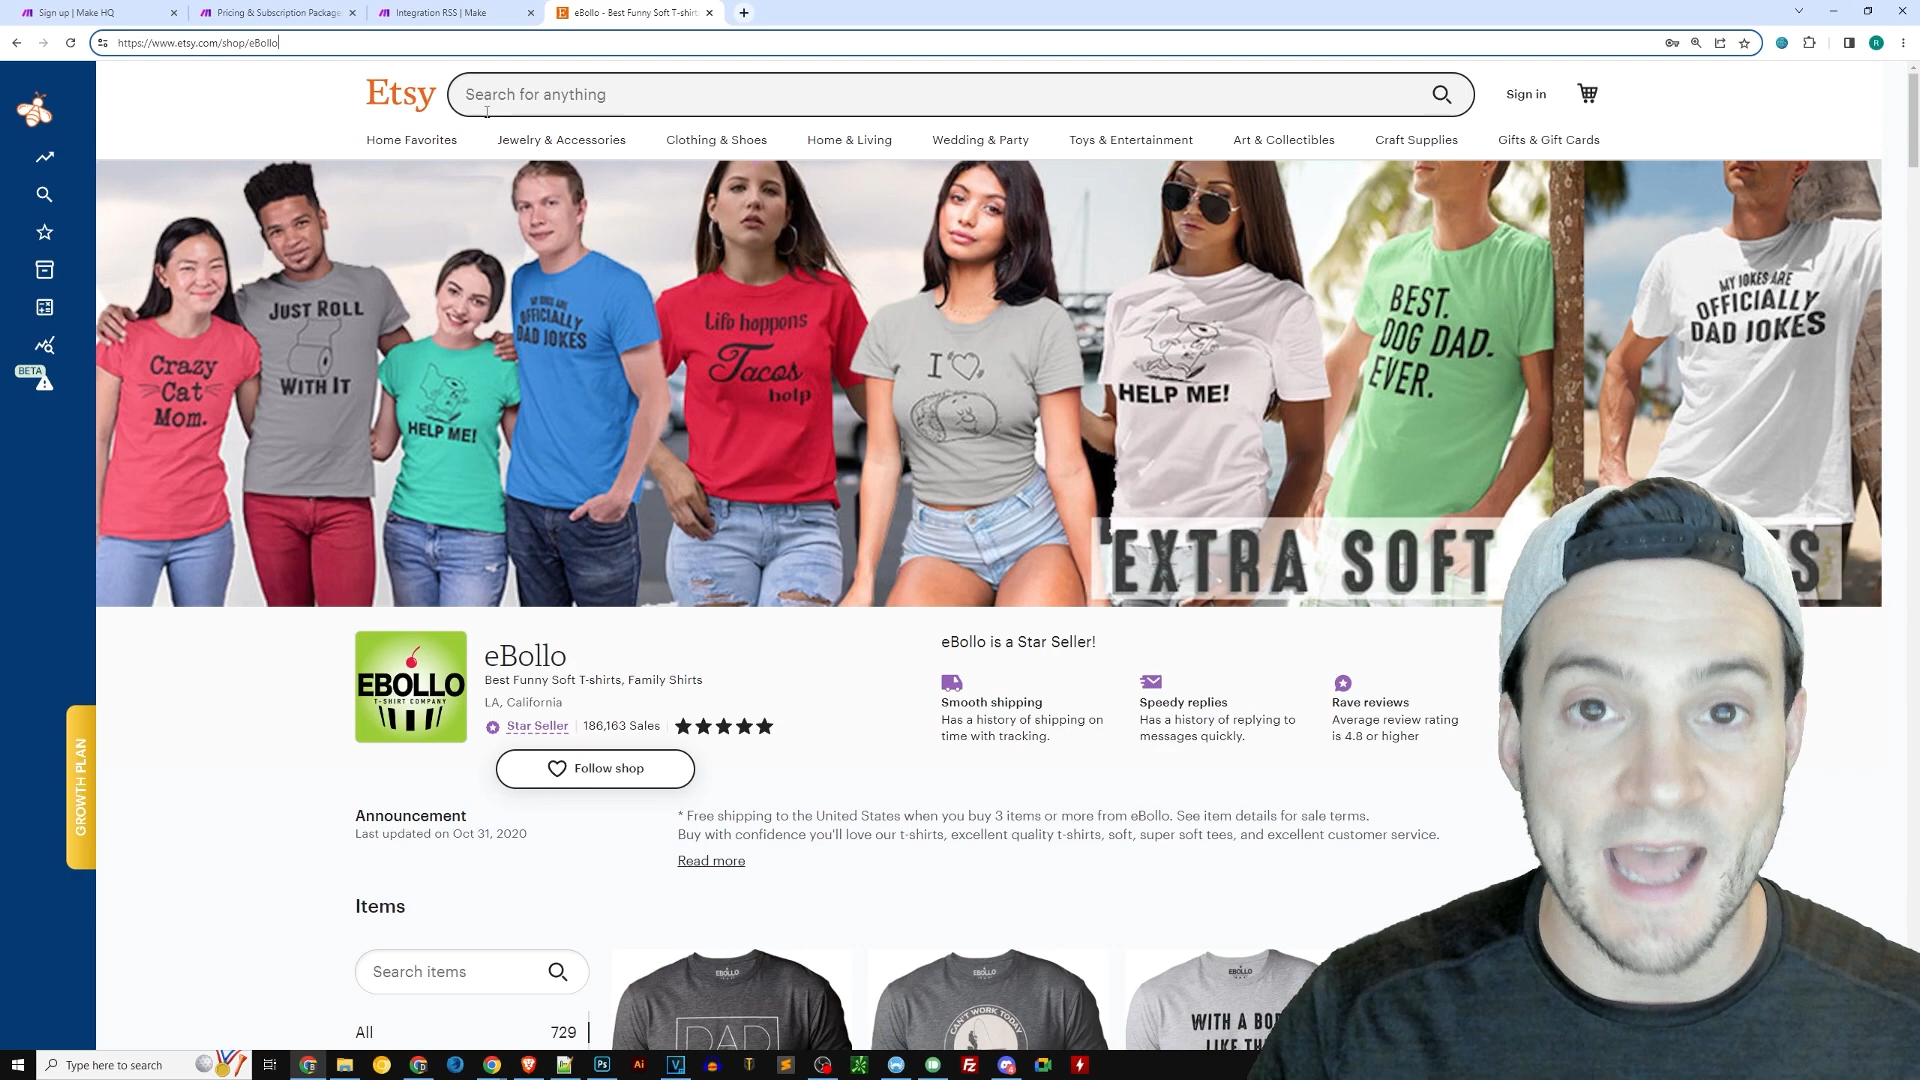 Sign up | Make HQ
Pricing & Subscription Package
Integration RSS | Make
eBollo - Best Funny Soft T-shirt
https://www.etsy.com/shop/eBollo
Etsy
Search for anything
Sign in
Home Favorites
Jewelry & Accessories
Clothing & Shoes
Home & Living
Wedding & Party
Toys & Entertainment
Art & Collectibles
Craft Supplies
Gifts & Gift Cards
BETA
GROWTH PLAN
Crazy
Cat
Mom.
JUST ROLL
WITH IT
HELP ME!
OFFICIALLY
DAD JOKES
Life happens
Tacos
help
I
HELP ME!
BEST.
DOG DAD.
EVER.
MY JOKES ARE
OFFICIALLY
DAD JOKES
EXTRA SOFT
S
EBOLLO
T-SHIRT COMPANY
eBollo
Best Funny Soft T-shirts, Family Shirts
LA, California
Star Seller
186,163 Sales
Follow shop
eBollo is a Star Seller!
Smooth shipping
Has a history of shipping on
time with tracking.
Speedy replies
Has a history of replying to
messages quickly.
Rave reviews
Average review rating
is 4.8 or higher
Announcement
Last updated on Oct 31, 2020
* Free shipping to the United States when you buy 3 items or more from eBollo. See item details for sale terms.
Buy with confidence you'll love our t-shirts, excellent quality t-shirts, soft, super soft tees, and excellent customer service.
Read more
Items
Search items
All
729
EBOLLO
DAD
EBOLLO
CAN'T WORK TODAY
EBOLLO
WITH A BO
LIKE TH
Type here to search